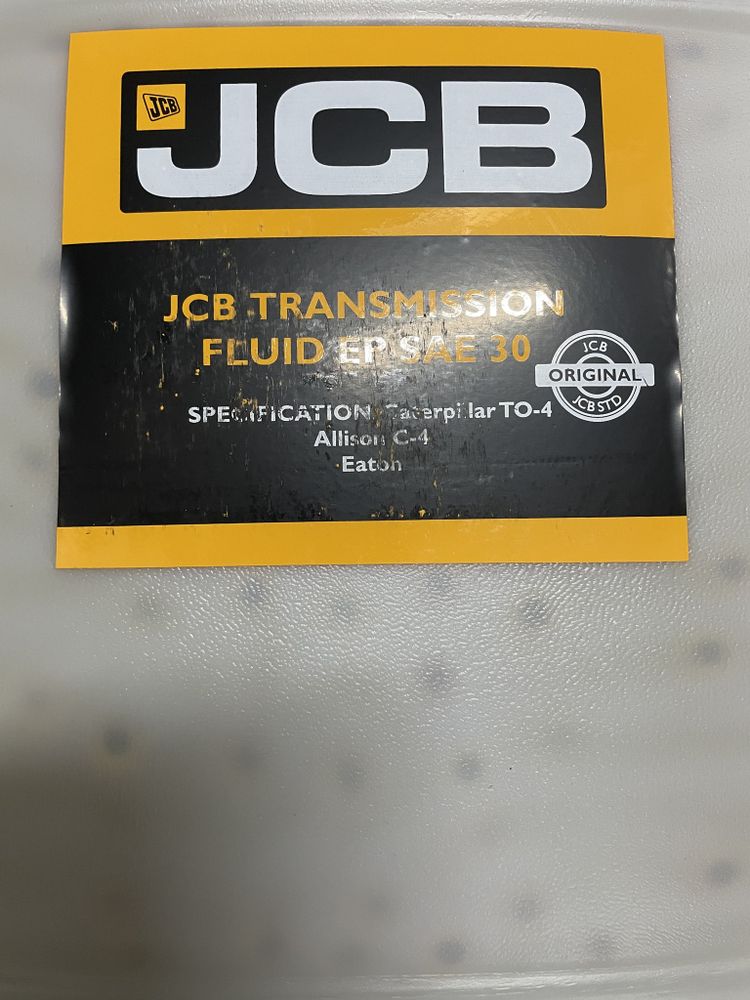 JCB
JCB
JCB TRANSMISSION
FLUID EP SAE 30
JCB
ORIGINAL
JCB STD
SPECIFICATION: Caterpillar TO-4
Allison C-4
Eaton